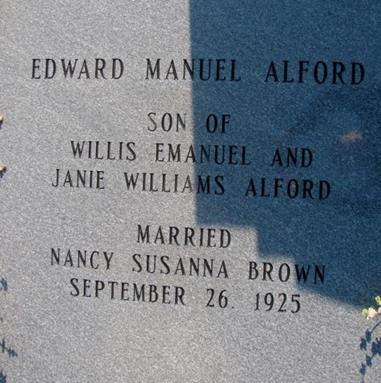 EDWARD MANUEL ALFORD
SON OF
WILLIS EMANUEL AND
JANIE WILLIAMS ALFORD
MARRIED
NANCY SUSANNA BROWN
SEPTEMBER 26. 1925